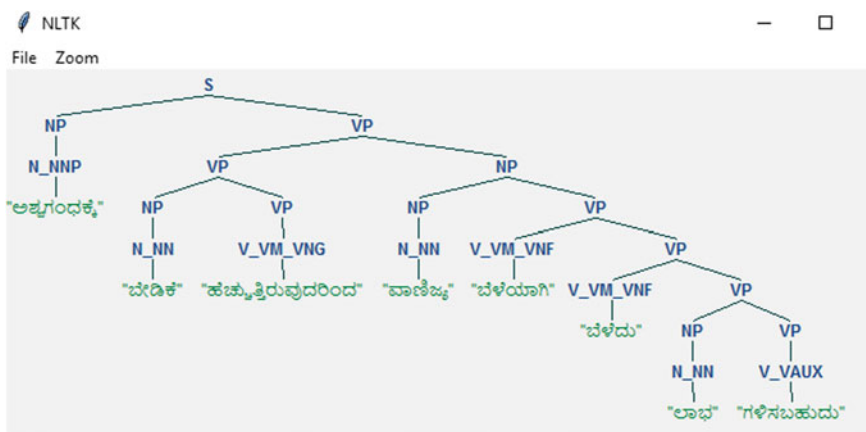 NLTK
File Zoom
S
NP VP
N_NNP VP NP
"ಅಶ್ವಗಂಧಕ್ಕೆ" NP VP NP VP
N_NN V_VM_VNG N_NN V_VM_VNF VP
"ಬೇಡಿಕೆ" "ಹೆಚ್ಚುತ್ತಿರುವುದರಿಂದ" "ವಾಣಿಜ್ಯ" "ಬೆಳೆಯಾಗಿ" V_VM_VNF VP
"ಬೆಳೆದು" NP VP
N_NN V_VAUX
"ಲಾಭ" "ಗಳಿಸಬಹುದು"